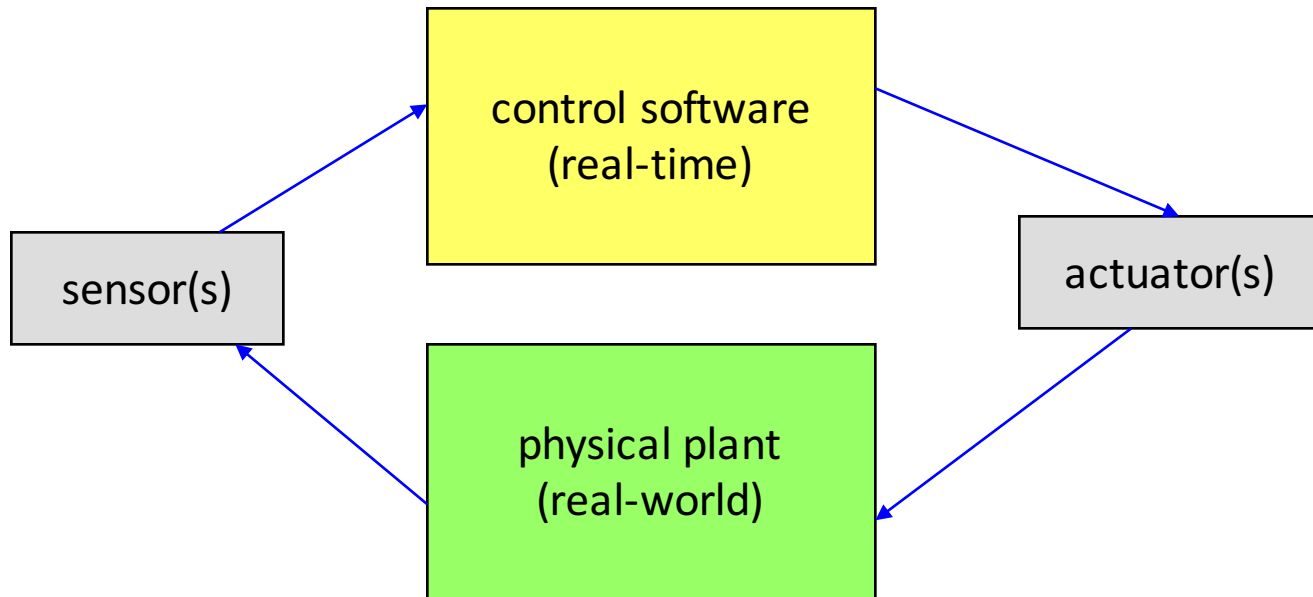 control software
(real-time)
sensor(s)
actuator(s)
physical plant
(real-world)